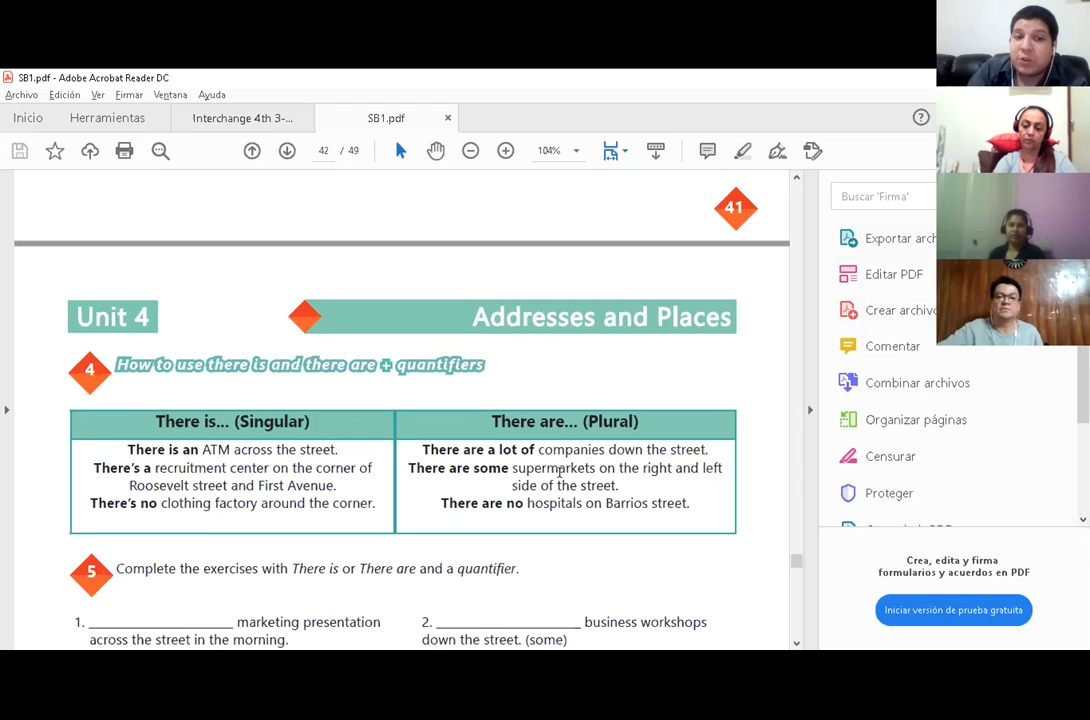 SB1.pdf - Adobe Acrobat Reader DC
Archivo Edición Ver Firmar Ventana Ayuda
Inicio Herramientas Interchange 4th 3-... SB1.pdf ×
42 / 49 104%
41
Unit 4 Addresses and Places
4 How to use there is and there are + quantifiers
There is... (Singular) There are... (Plural)
There is an ATM across the street.
There's a recruitment center on the corner of
Roosevelt street and First Avenue.
There's no clothing factory around the corner.
There are a lot of companies down the street.
There are some supermarkets on the right and left
side of the street.
There are no hospitals on Barrios street.
5 Complete the exercises with There is or There are and a quantifier.
1. ________________ marketing presentation
across the street in the morning.
2. ________________ business workshops
down the street. (some)
Buscar 'Firma'
Exportar arch
Editar PDF
Crear archivo
Comentar
Combinar archivos
Organizar páginas
Censurar
Proteger
Crea, edita y firma
formularios y acuerdos en PDF
Iniciar versión de prueba gratuita